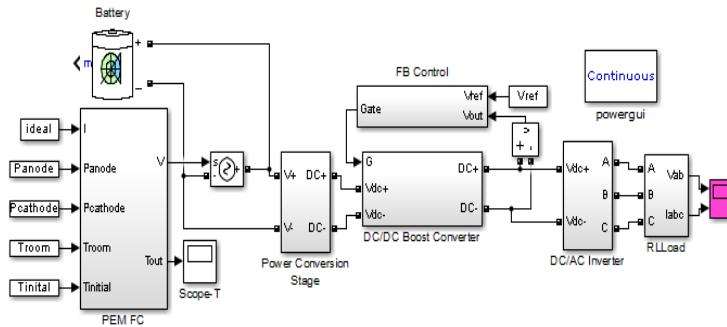 Battery
+
m
−
ideal
Panode
Pcathode
Troom
Tinital
I
Panode
Pcathode
Troom
Tinitial
V
Tout
PEM FC
Scope-T
s
-
+
V+
V-
DC+
DC-
Power Conversion
Stage
FB Control
Gate
Vref
Vout
Vref
V
+
-
G
Vdc+
Vdc-
DC+
DC-
DC/DC Boost Converter
Continuous
powergui
Vdc+
Vdc-
A
B
C
DC/AC Inverter
A
B
C
Vab
Iabc
RLLoad